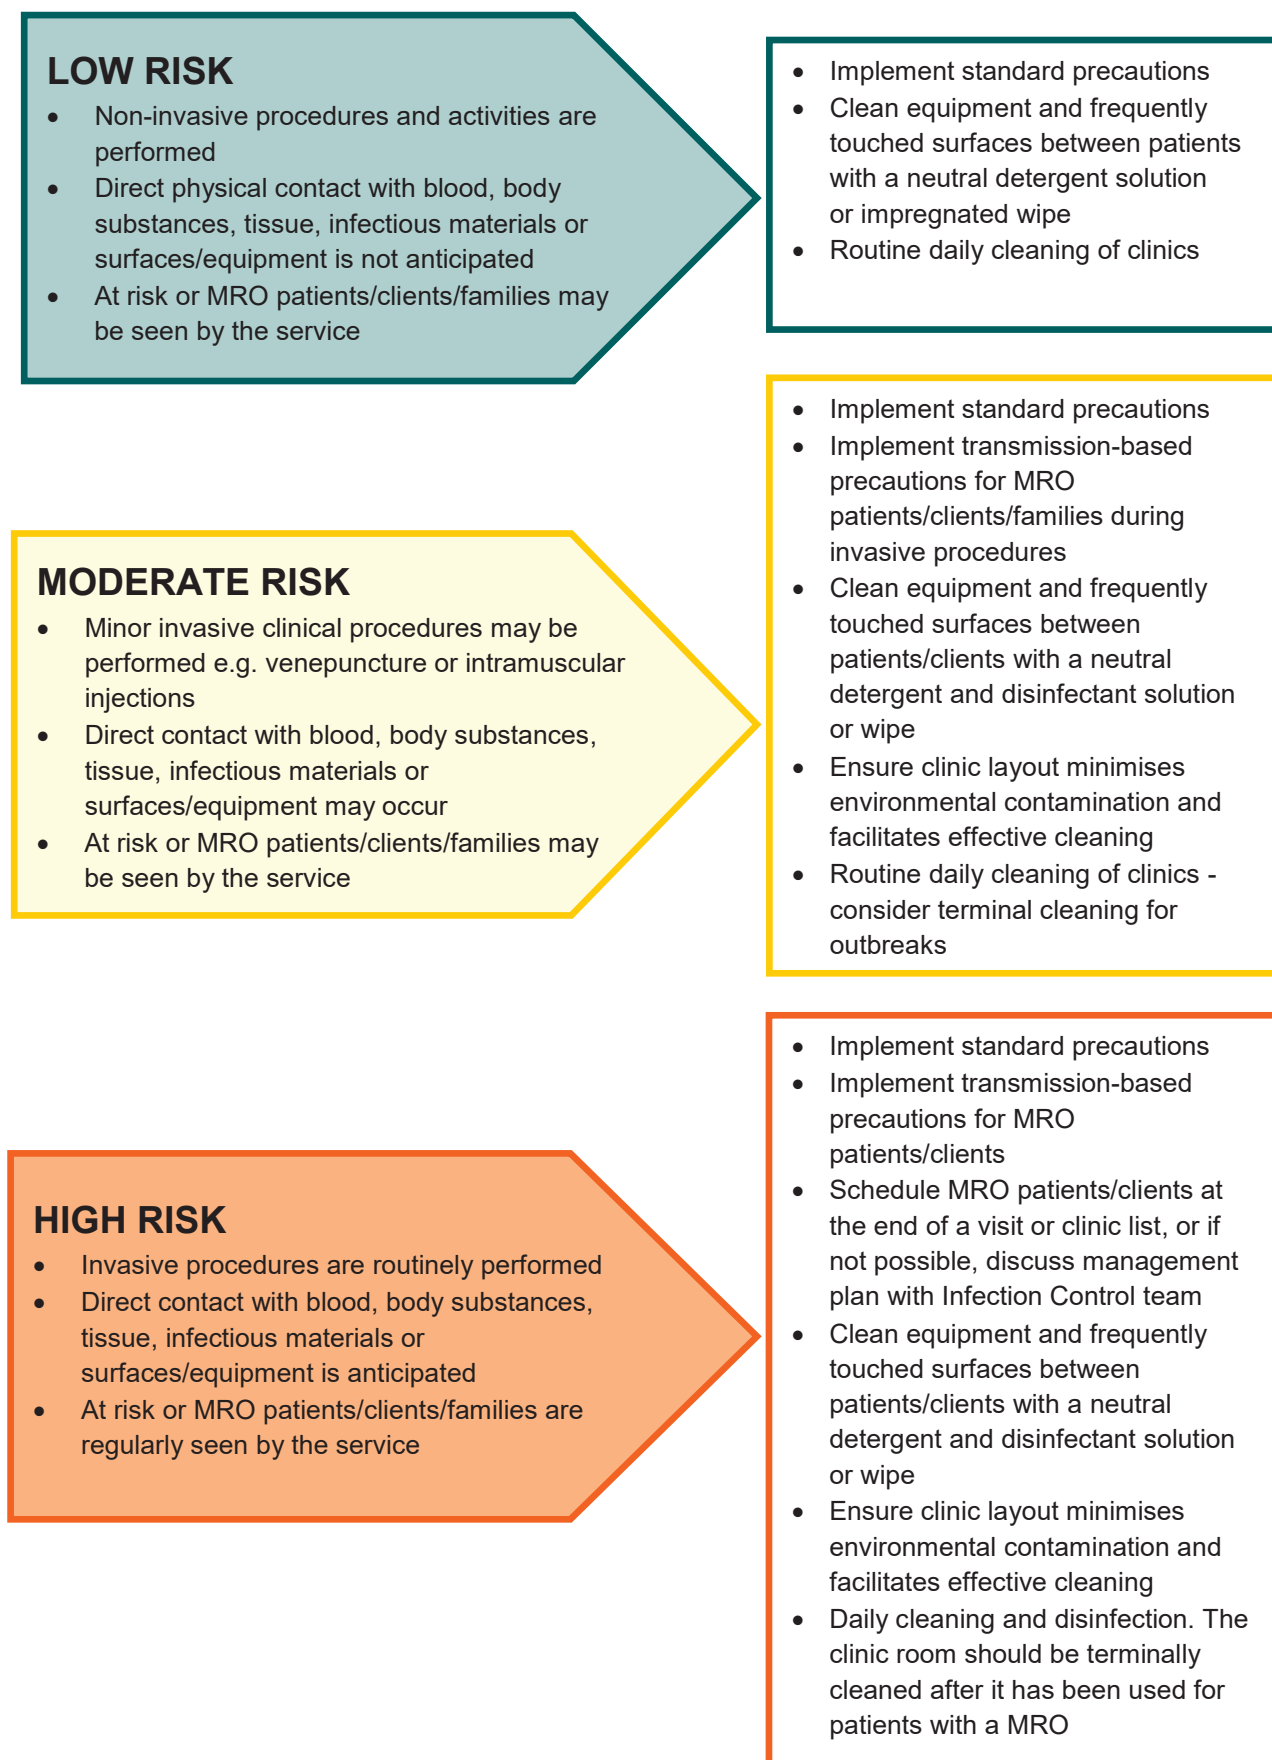 LOW RISK
• Non-invasive procedures and activities are
performed
• Direct physical contact with blood, body
substances, tissue, infectious materials or
surfaces/equipment is not anticipated
• At risk or MRO patients/clients/families may
be seen by the service
• Implement standard precautions
• Clean equipment and frequently
touched surfaces between patients
with a neutral detergent solution
or impregnated wipe
• Routine daily cleaning of clinics
MODERATE RISK
• Minor invasive clinical procedures may be
performed e.g. venepuncture or intramuscular
injections
• Direct contact with blood, body substances,
tissue, infectious materials or
surfaces/equipment may occur
• At risk or MRO patients/clients/families may
be seen by the service
• Implement standard precautions
• Implement transmission-based
precautions for MRO
patients/clients/families during
invasive procedures
• Clean equipment and frequently
touched surfaces between
patients/clients with a neutral
detergent and disinfectant solution
or wipe
• Ensure clinic layout minimises
environmental contamination and
facilitates effective cleaning
• Routine daily cleaning of clinics -
consider terminal cleaning for
outbreaks
HIGH RISK
• Invasive procedures are routinely performed
• Direct contact with blood, body substances,
tissue, infectious materials or
surfaces/equipment is anticipated
• At risk or MRO patients/clients/families are
regularly seen by the service
• Implement standard precautions
• Implement transmission-based
precautions for MRO
patients/clients
• Schedule MRO patients/clients at
the end of a visit or clinic list, or if
not possible, discuss management
plan with Infection Control team
• Clean equipment and frequently
touched surfaces between
patients/clients with a neutral
detergent and disinfectant solution
or wipe
• Ensure clinic layout minimises
environmental contamination and
facilitates effective cleaning
• Daily cleaning and disinfection. The
clinic room should be terminally
cleaned after it has been used for
patients with a MRO